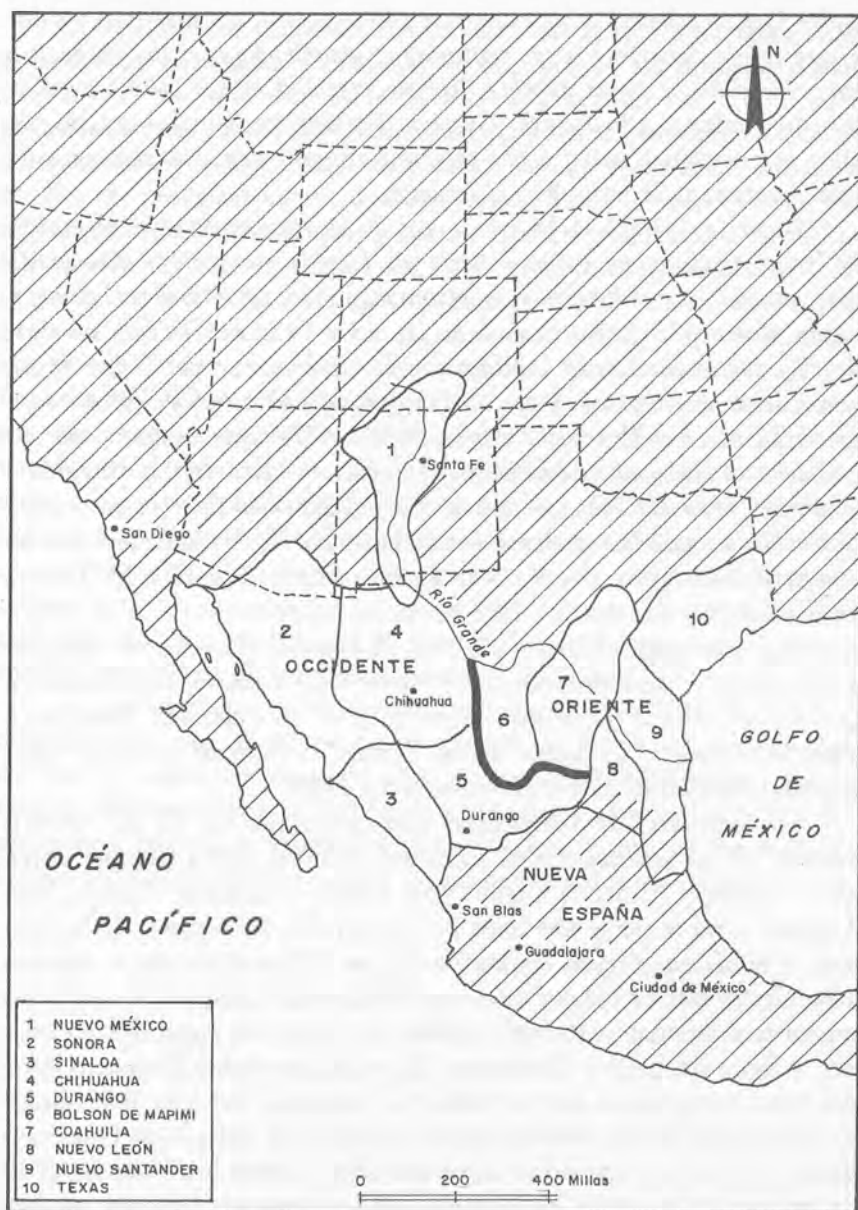 N
1
Santa Fe
San Diego
Río Grande
2
4
10
OCCIDENTE
7
Chihuahua
6
ORIENTE
9
GOLFO
DE
MÉXICO
5
8
3
Durango
OCÉANO
PACÍFICO
NUEVA
ESPAÑA
San Blas
Guadalajara
Ciudad de México
1 NUEVO MÉXICO
2 SONORA
3 SINALOA
4 CHIHUAHUA
5 DURANGO
6 BOLSON DE MAPIMI
7 COAHUILA
8 NUEVO LEÓN
9 NUEVO SANTANDER
10 TEXAS
0 200 400 Millas